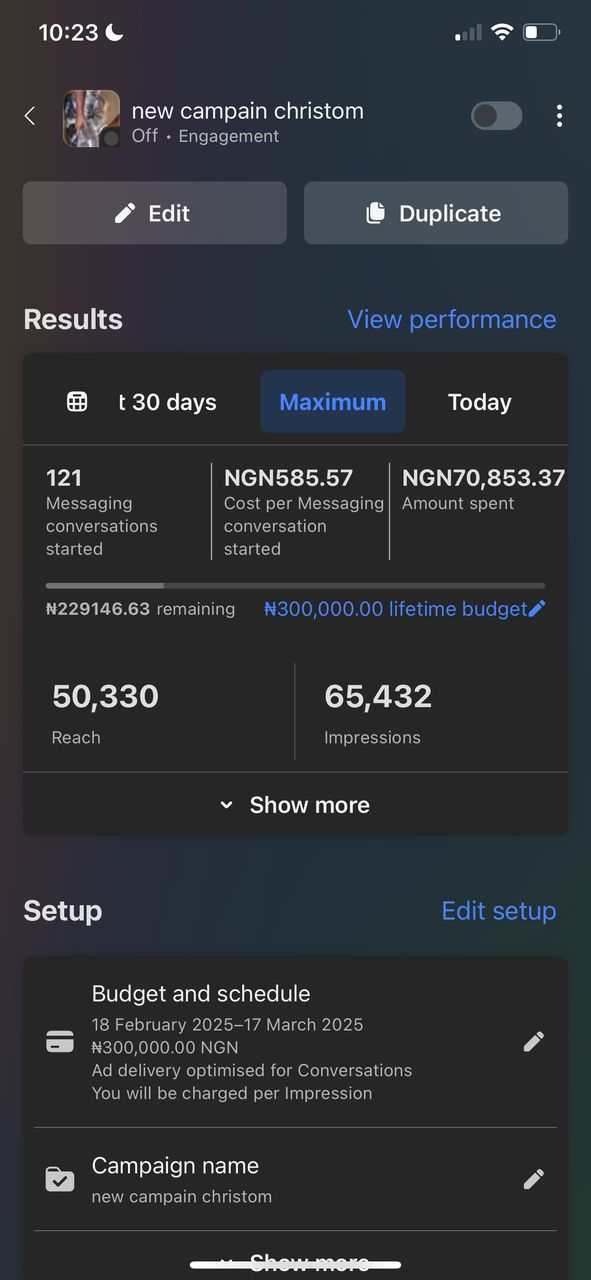 10:23
new campain christom
Off • Engagement
Edit
Duplicate
Results
View performance
t 30 days
Maximum
Today
121
Messaging
conversations
started
NGN585.57
Cost per Messaging
conversation
started
NGN70,853.37
Amount spent
₦229146.63 remaining
₦300,000.00 lifetime budget
50,330
Reach
65,432
Impressions
Show more
Setup
Edit setup
Budget and schedule
18 February 2025–17 March 2025
₦300,000.00 NGN
Ad delivery optimised for Conversations
You will be charged per Impression
Campaign name
new campain christom
Show more